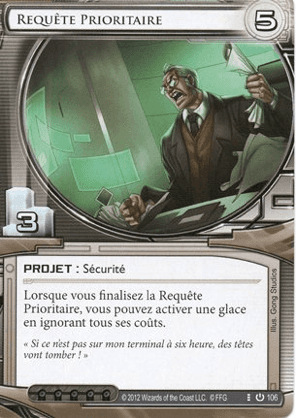 Requête Prioritaire
5
3
PROJET : Sécurité
Lorsque vous finalisez la Requête
Prioritaire, vous pouvez activer une glace
en ignorant tous ses coûts.
« Si ce n'est pas sur mon terminal à six heure, des têtes
vont tomber ! »
Illus. Gong Studios
© 2012 Wizards of the Coast LLC. © FFG
106